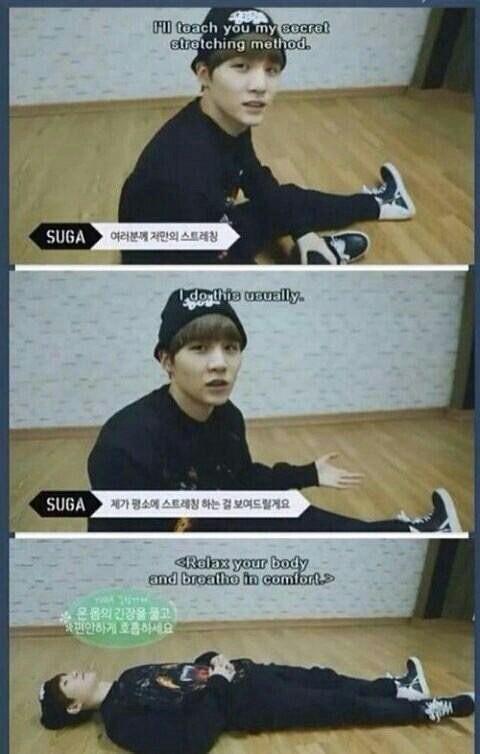 I'll teach you my secret
stretching method.
SUGA 여러분께 저만의 스트레칭
I do this usually.
SUGA 제가 평소에 스트레칭 하는 걸 보여드릴게요
<Relax your body
and breathe in comfort.>
온 몸의 긴장을 풀고
편안하게 호흡하세요